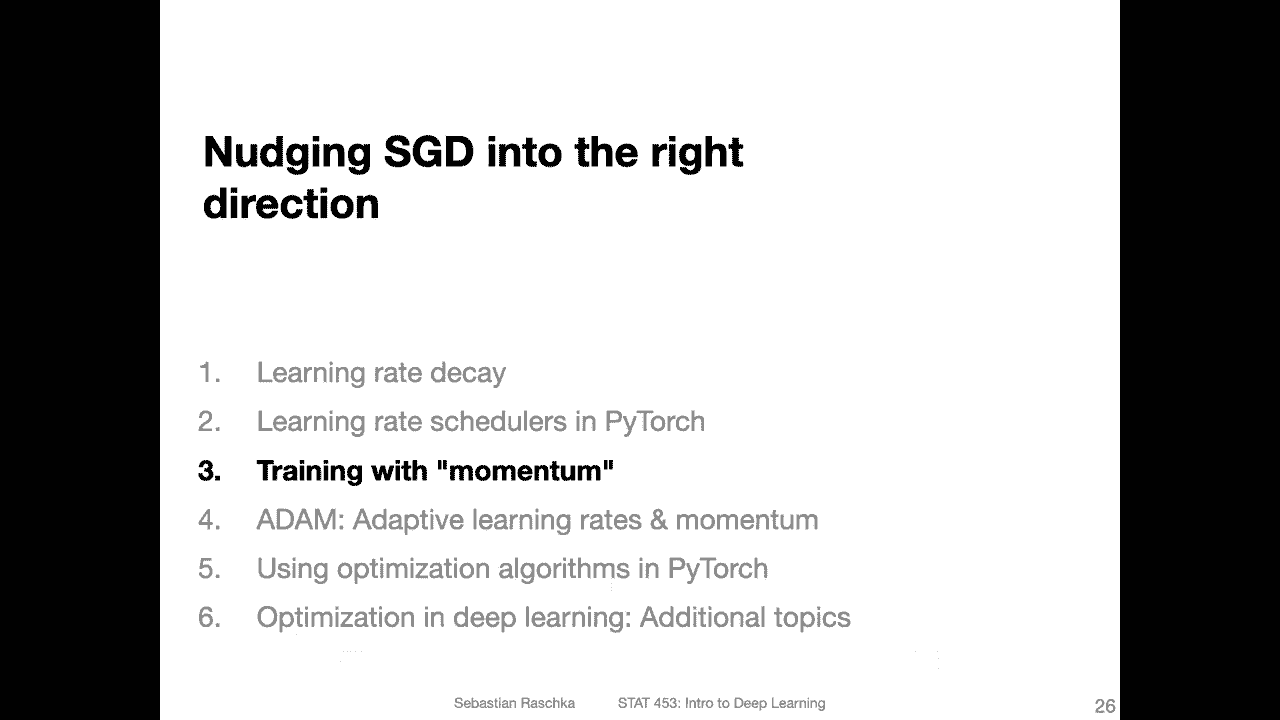 Nudging SGD into the right
direction
1. Learning rate decay
2. Learning rate schedulers in PyTorch
3. Training with "momentum"
4. ADAM: Adaptive learning rates & momentum
5. Using optimization algorithms in PyTorch
6. Optimization in deep learning: Additional topics
Sebastian Raschka STAT 453: Intro to Deep Learning 26